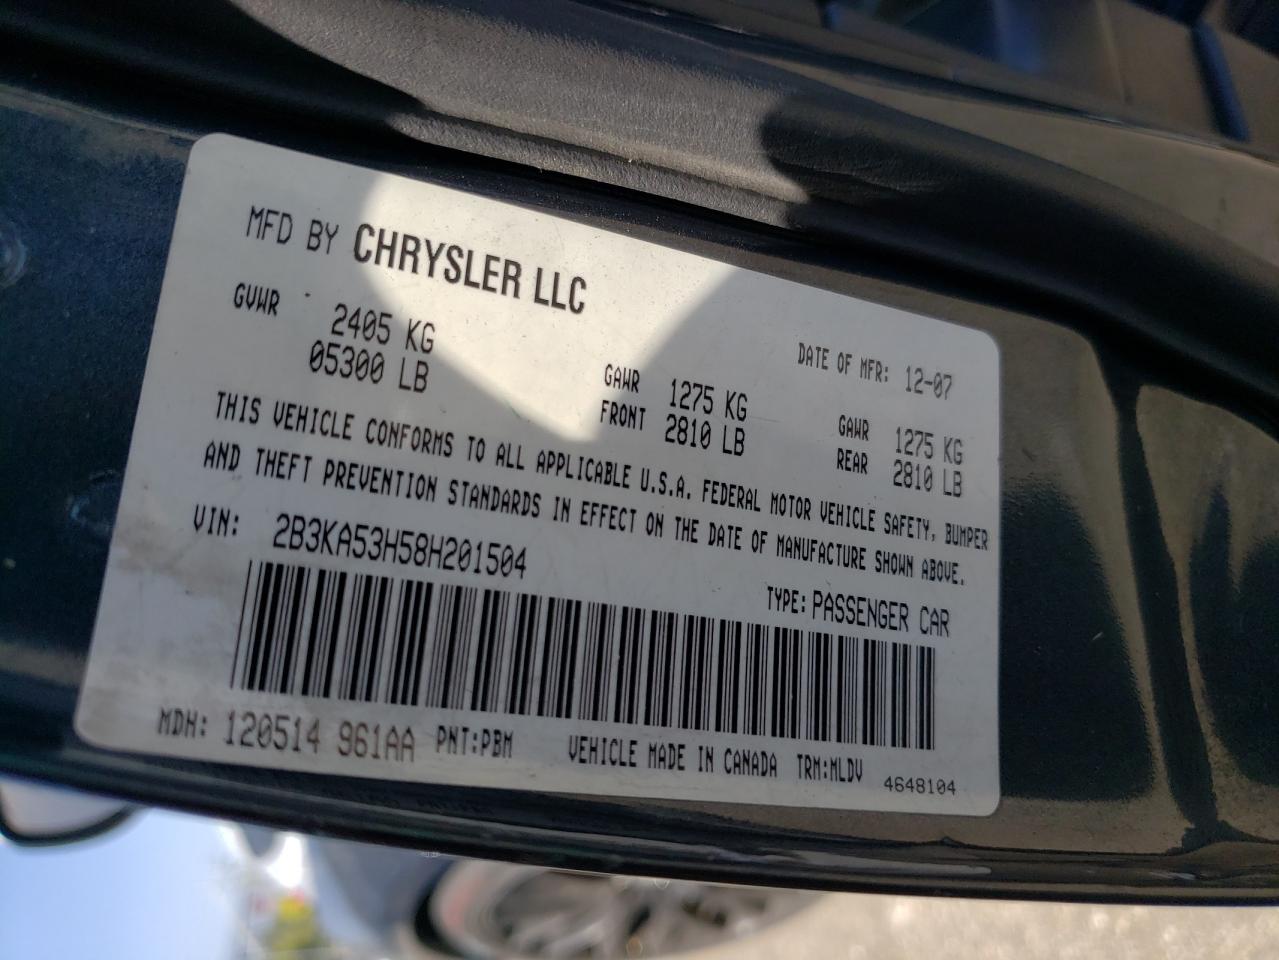 MFD BY CHRYSLER LLC
DATE OF MFR: 12-07
GVWR 2405 KG
05300 LB
GAWR FRONT 1275 KG
2810 LB
GAWR REAR 1275 KG
2810 LB
THIS VEHICLE CONFORMS TO ALL APPLICABLE U.S.A. FEDERAL MOTOR VEHICLE SAFETY, BUMPER
AND THEFT PREVENTION STANDARDS IN EFFECT ON THE DATE OF MANUFACTURE SHOWN ABOVE.
VIN: 2B3KA53H58H201504
TYPE: PASSENGER CAR
MDH: 120514 961AA PNT:PBM VEHICLE MADE IN CANADA TRM:MLDV 4648104